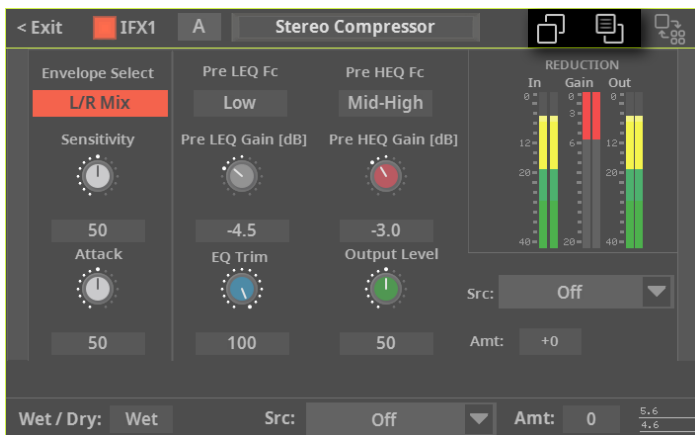 < Exit IFX1 A Stereo Compressor
Envelope Select Pre LEQ Fc Pre HEQ Fc REDUCTION
In Gain Out
L/R Mix Low Mid-High
0 0 0
3
Sensitivity Pre LEQ Gain [dB] Pre HEQ Gain [dB]
12 6 12
20 20
50 -4.5 -3.0
40 20 40
Attack EQ Trim Output Level
Src: Off
50 100 50 Amt: +0
Wet / Dry: Wet Src: Off Amt: 0 5.6
4.6